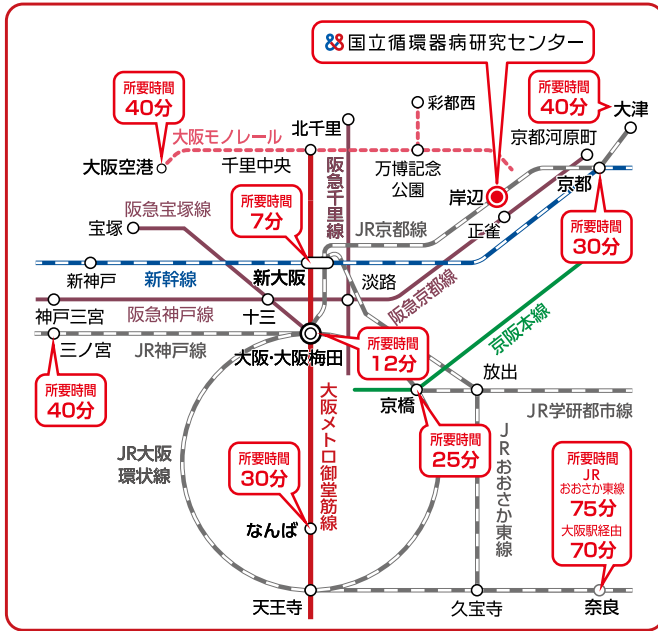 国立循環器病研究センター
所要時間
40分
大阪モノレール
北千里
彩都西
所要時間
40分
大津
京都河原町
大阪空港
千里中央
阪急千里線
万博記念
公園
岸辺
京都
所要時間
7分
阪急宝塚線
宝塚
JR京都線
正雀
所要時間
30分
新神戸
新幹線
新大阪
淡路
阪急京都線
神戸三宮
阪急神戸線
十三
京阪本線
三ノ宮
JR神戸線
大阪・大阪梅田
所要時間
12分
所要時間
40分
大阪メトロ御堂筋線
京橋
放出
JR学研都市線
JR大阪
環状線
所要時間
30分
所要時間
25分
JRおおさか東線
所要時間
JR
おおさか東線
75分
大阪駅経由
70分
なんば
天王寺
久宝寺
奈良